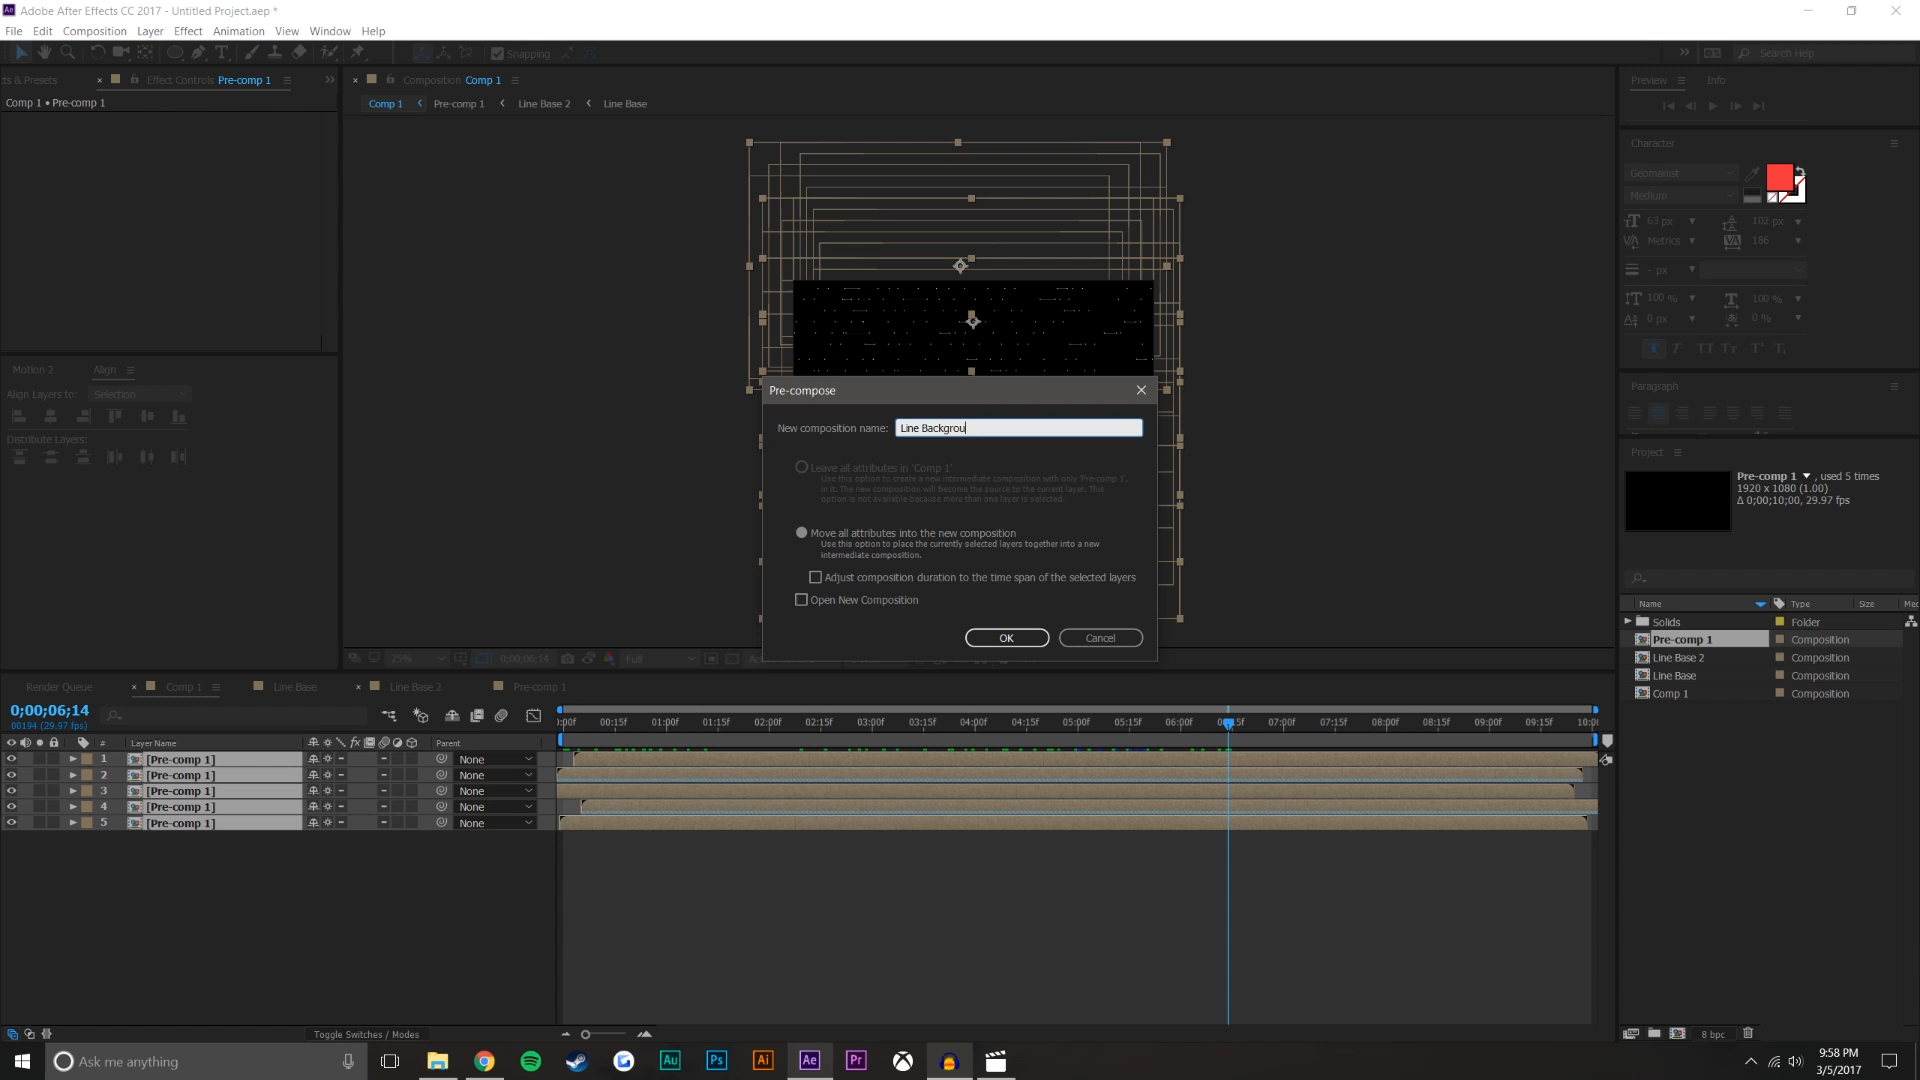 Adobe After Effects CC 2017 - Untitled Project.aep *
File Edit Composition Layer Effect Animation View Window Help
Snapping
Search Help
ts & Presets
Effect Controls Pre-comp 1
Composition Comp 1
Preview
Info
Comp 1 • Pre-comp 1
Comp 1 Pre-comp 1 Line Base 2 Line Base
Character
Geomanist
Medium
63 px
102 px
Metrics
186
- px
100 %
100 %
0 px
0 %
Motion 2
Align
Align Layers to: Selection
Distribute Layers:
Paragraph
Pre-compose
New composition name: Line Backgrou
Leave all attributes in 'Comp 1'
Use this option to create a new intermediate composition with only 'Pre-comp 1'.
in it. The new composition will become the source to the current layer. This
option is not available because more than one layer is selected.
Move all attributes into the new composition
Use this option to place the currently selected layers together into a new
intermediate composition.
Adjust composition duration to the time span of the selected layers
Open New Composition
OK
Cancel
Project
Pre-comp 1 , used 5 times
1920 x 1080 (1.00)
Δ 0;00;10;00, 29.97 fps
Name Type Size Med
Solids Folder
Pre-comp 1 Composition
Line Base 2 Composition
Line Base Composition
Comp 1 Composition
25%
0;00;06;14
Full
Render Queue
Comp 1
Line Base
Line Base 2
Pre-comp 1
0;00;06;14
00194 (29.97 fps)
:00f 00:15f 01:00f 01:15f 02:00f 02:15f 03:00f 03:15f 04:00f 04:15f 05:00f 05:15f 06:00f 07:00f 07:15f 08:00f 08:15f 09:00f 09:15f
# Layer Name
Parent
1 [Pre-comp 1] None
2 [Pre-comp 1] None
3 [Pre-comp 1] None
4 [Pre-comp 1] None
5 [Pre-comp 1] None
Toggle Switches / Modes
8 bpc
Ask me anything
Au
Ps
Ai
Ae
Pr
9:58 PM
3/5/2017